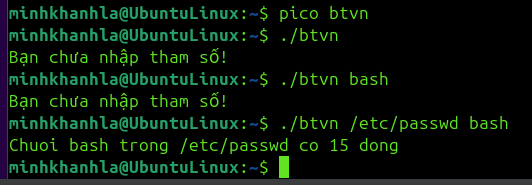 minhkhanhla@UbuntuLinux:~$ pico btvn
minhkhanhla@UbuntuLinux:~$ ./btvn
Bạn chưa nhập tham số!
minhkhanhla@UbuntuLinux:~$ ./btvn bash
Bạn chưa nhập tham số!
minhkhanhla@UbuntuLinux:~$ ./btvn /etc/passwd bash
Chuoi bash trong /etc/passwd co 15 dong
minhkhanhla@UbuntuLinux:~$